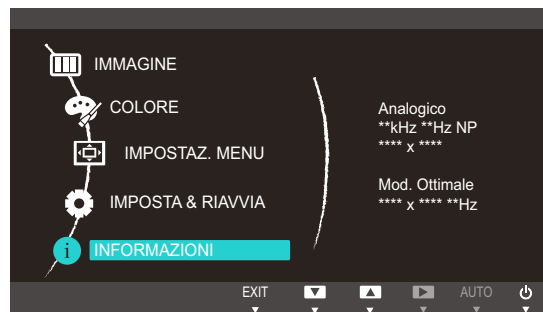 IMMAGINE
COLORE
IMPOSTAZ. MENU
IMPOSTA & RIAVVIA
i INFORMAZIONI
Analogico
**kHz **Hz NP
**** x ****
Mod. Ottimale
**** x **** **Hz
EXIT AUTO